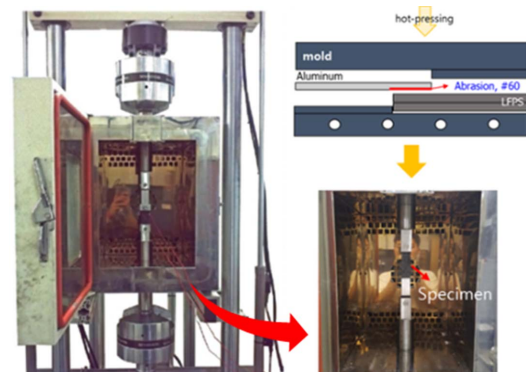 hot-pressing
mold
Aluminum
Abrasion, #60
LFPS
Specimen